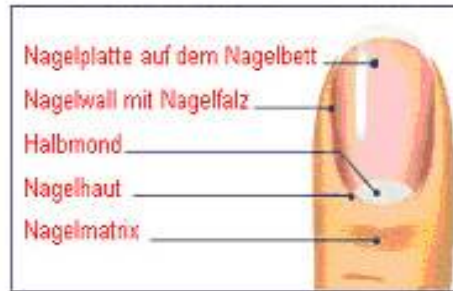 Nagelplatte auf dem Nagelbett
Nagelwall mit Nagelfalz
Halbmond
Nagelhaut
Nagelmatrix